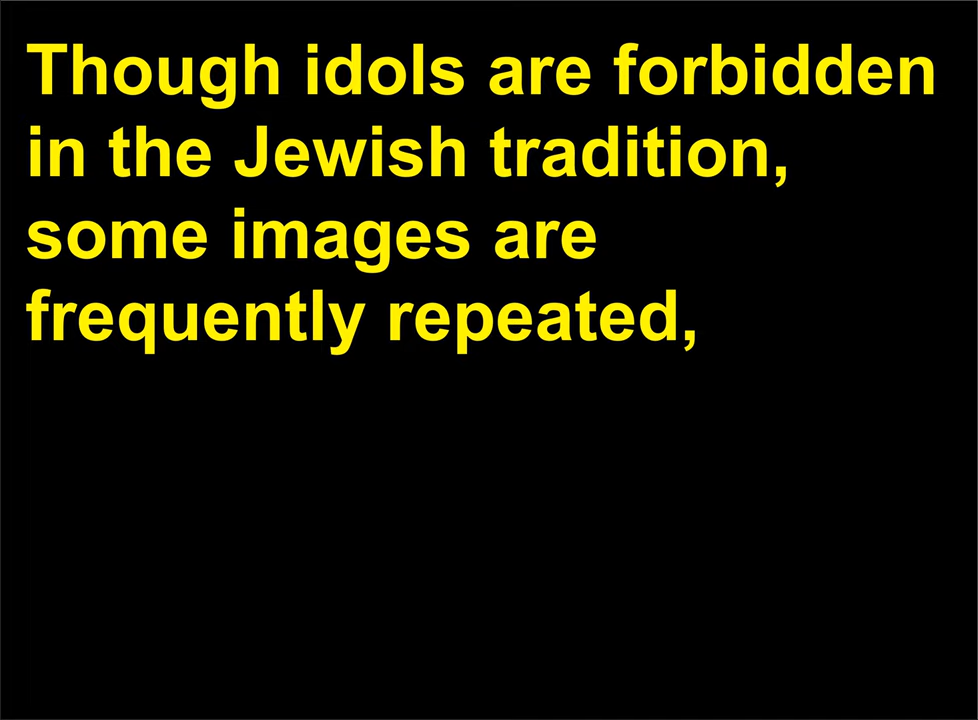 Though idols are forbidden
in the Jewish tradition,
some images are
frequently repeated,